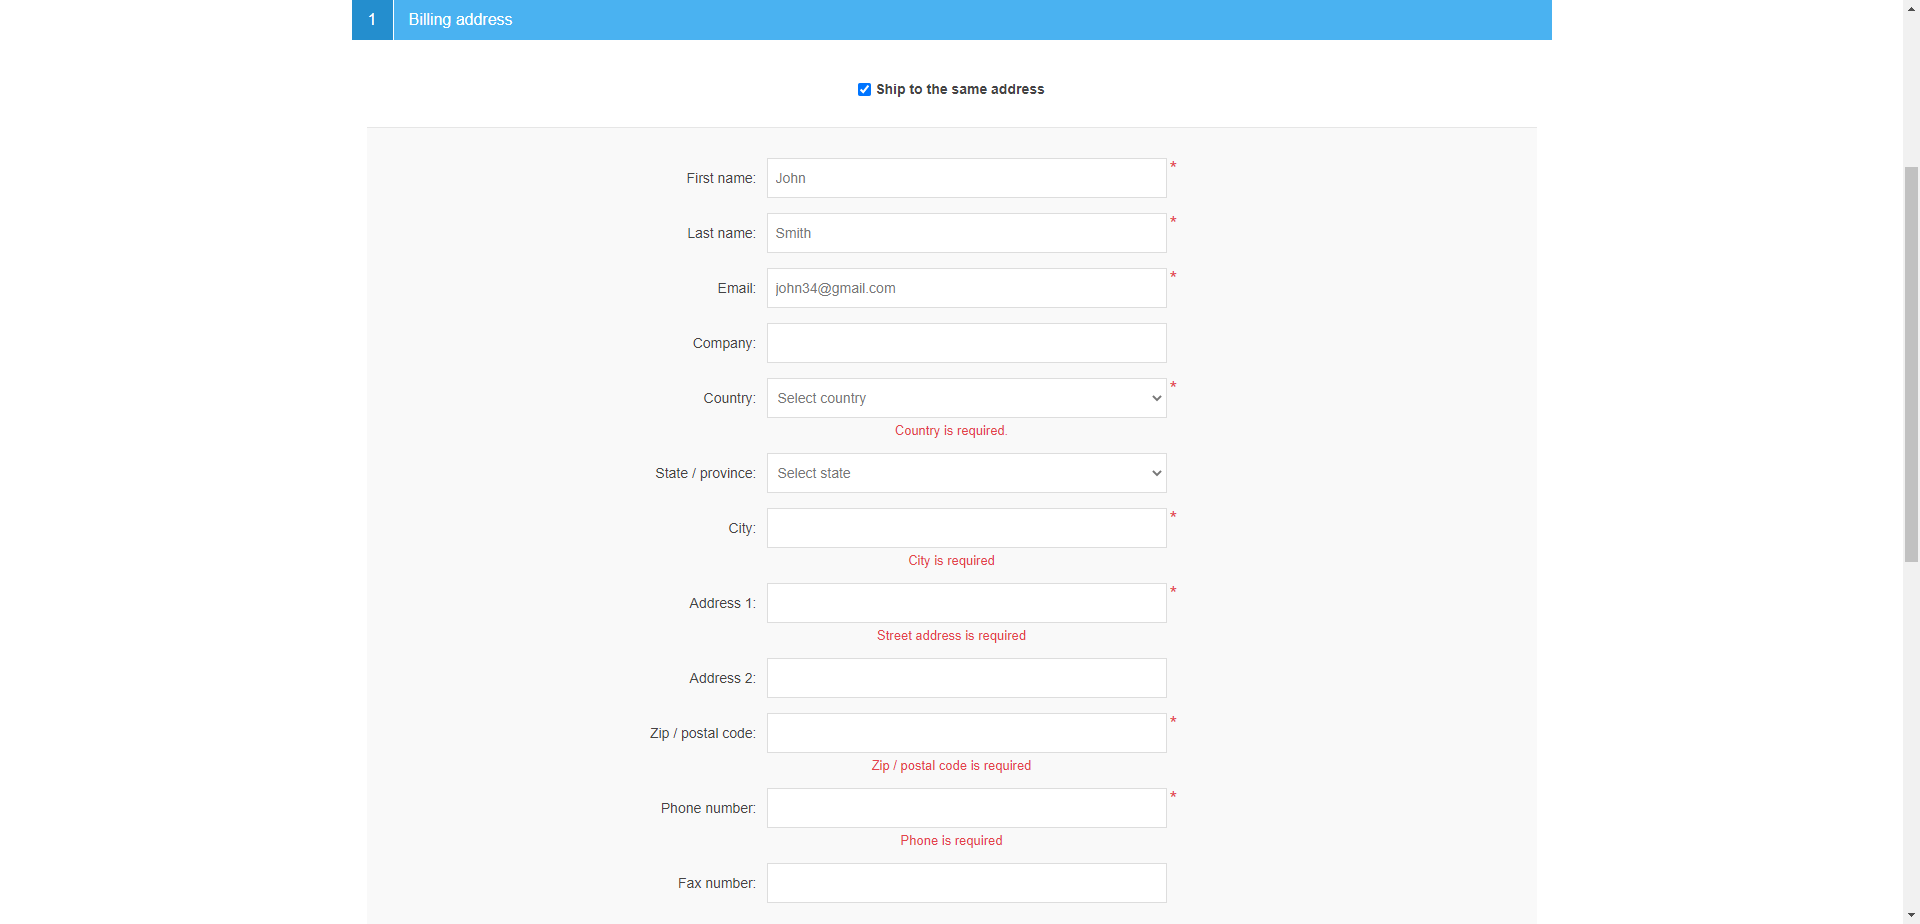 1 Billing address
Ship to the same address
First name: John *
Last name: Smith *
Email: john34@gmail.com *
Company:
Country: Select country *
Country is required.
State / province: Select state
City: *
City is required
Address 1: *
Street address is required
Address 2:
Zip / postal code: *
Zip / postal code is required
Phone number: *
Phone is required
Fax number: